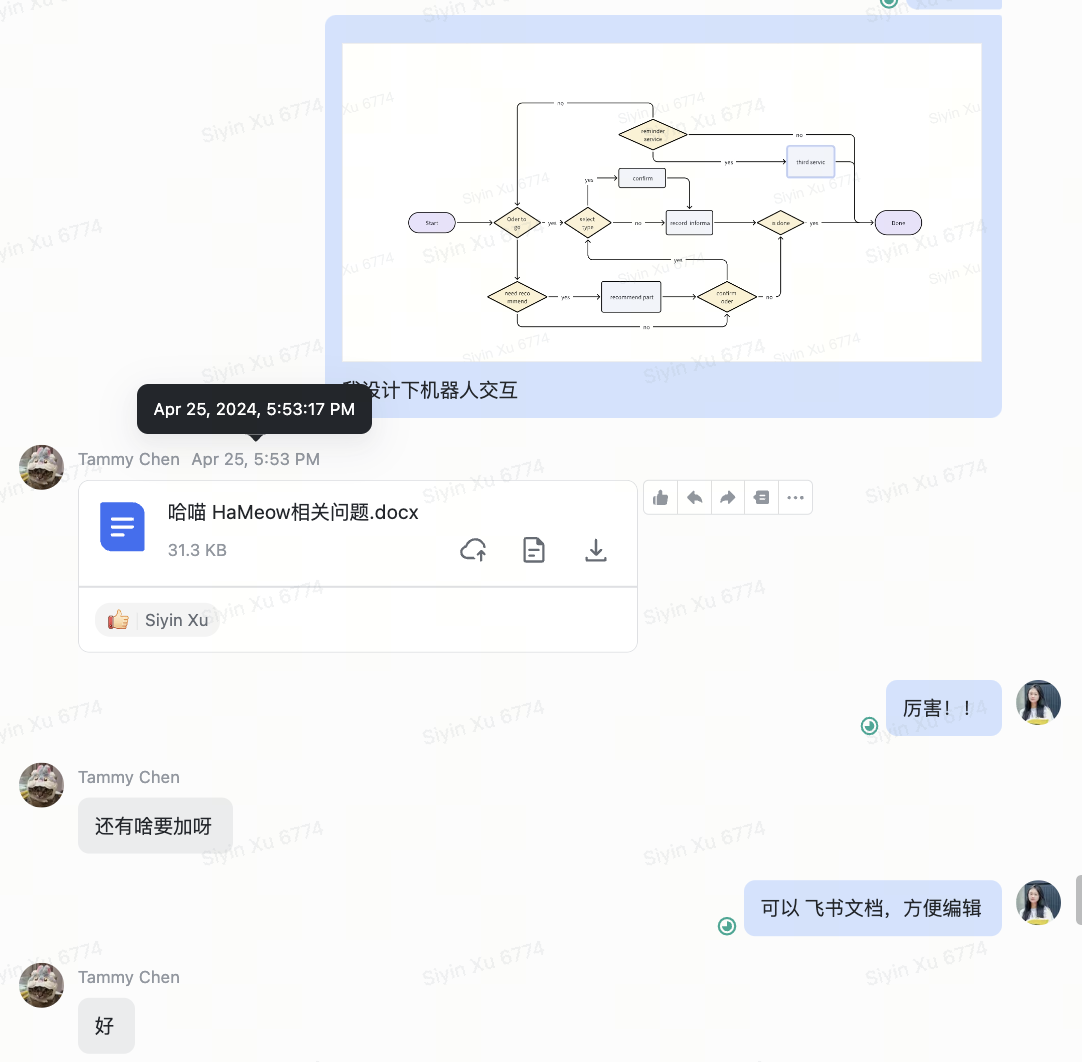 no
reminder
service
no
yes
third servic
yes
confirm
Start
Oder to
go
yes
select
type
no
record informa
is done
yes
Done
yes
need reco
mmend
yes
recommend part
confirm
oder
no
no
我设计下机器人交互
Apr 25, 2024, 5:53:17 PM
Tammy Chen Apr 25, 5:53 PM
哈喵 HaMeow相关问题.docx
31.3 KB
Siyin Xu
厉害！！
Tammy Chen
还有啥要加呀
可以 飞书文档，方便编辑
Tammy Chen
好
Siyin Xu 6774